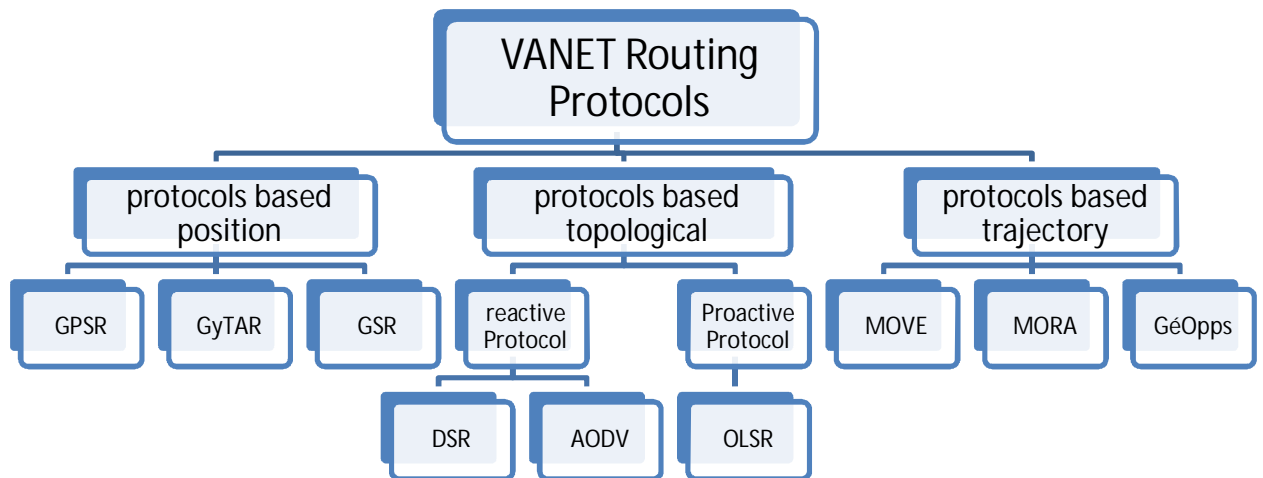 VANET Routing
Protocols
protocols based
position
protocols based
topological
protocols based
trajectory
GPSR
GyTAR
GSR
reactive
Protocol
Proactive
Protocol
MOVE
MORA
GéOpps
DSR
AODV
OLSR